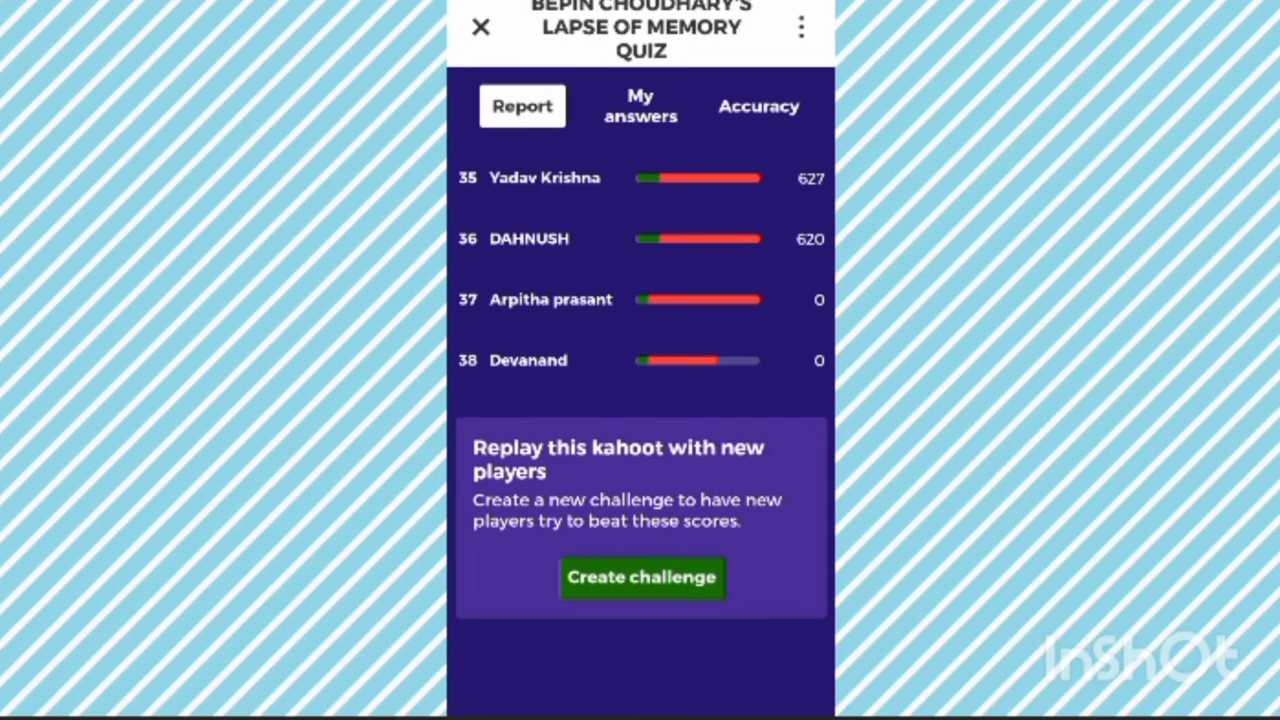 BEPIN CHOUDHARY'S
LAPSE OF MEMORY
QUIZ
Report
My
answers
Accuracy
35 Yadav Krishna 627
36 DAHNUSH 620
37 Arpitha prasant 0
38 Devanand 0
Replay this kahoot with new
players
Create a new challenge to have new
players try to beat these scores.
Create challenge
InShOt